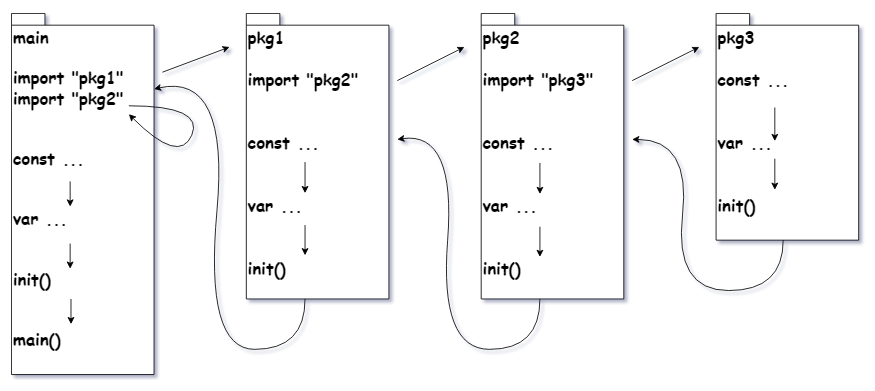 main
import "pkg1"
import "pkg2"
const ...
var ...
init()
main()
pkg1
import "pkg2"
const ...
var ...
init()
pkg2
import "pkg3"
const ...
var ...
init()
pkg3
const ...
var ...
init()